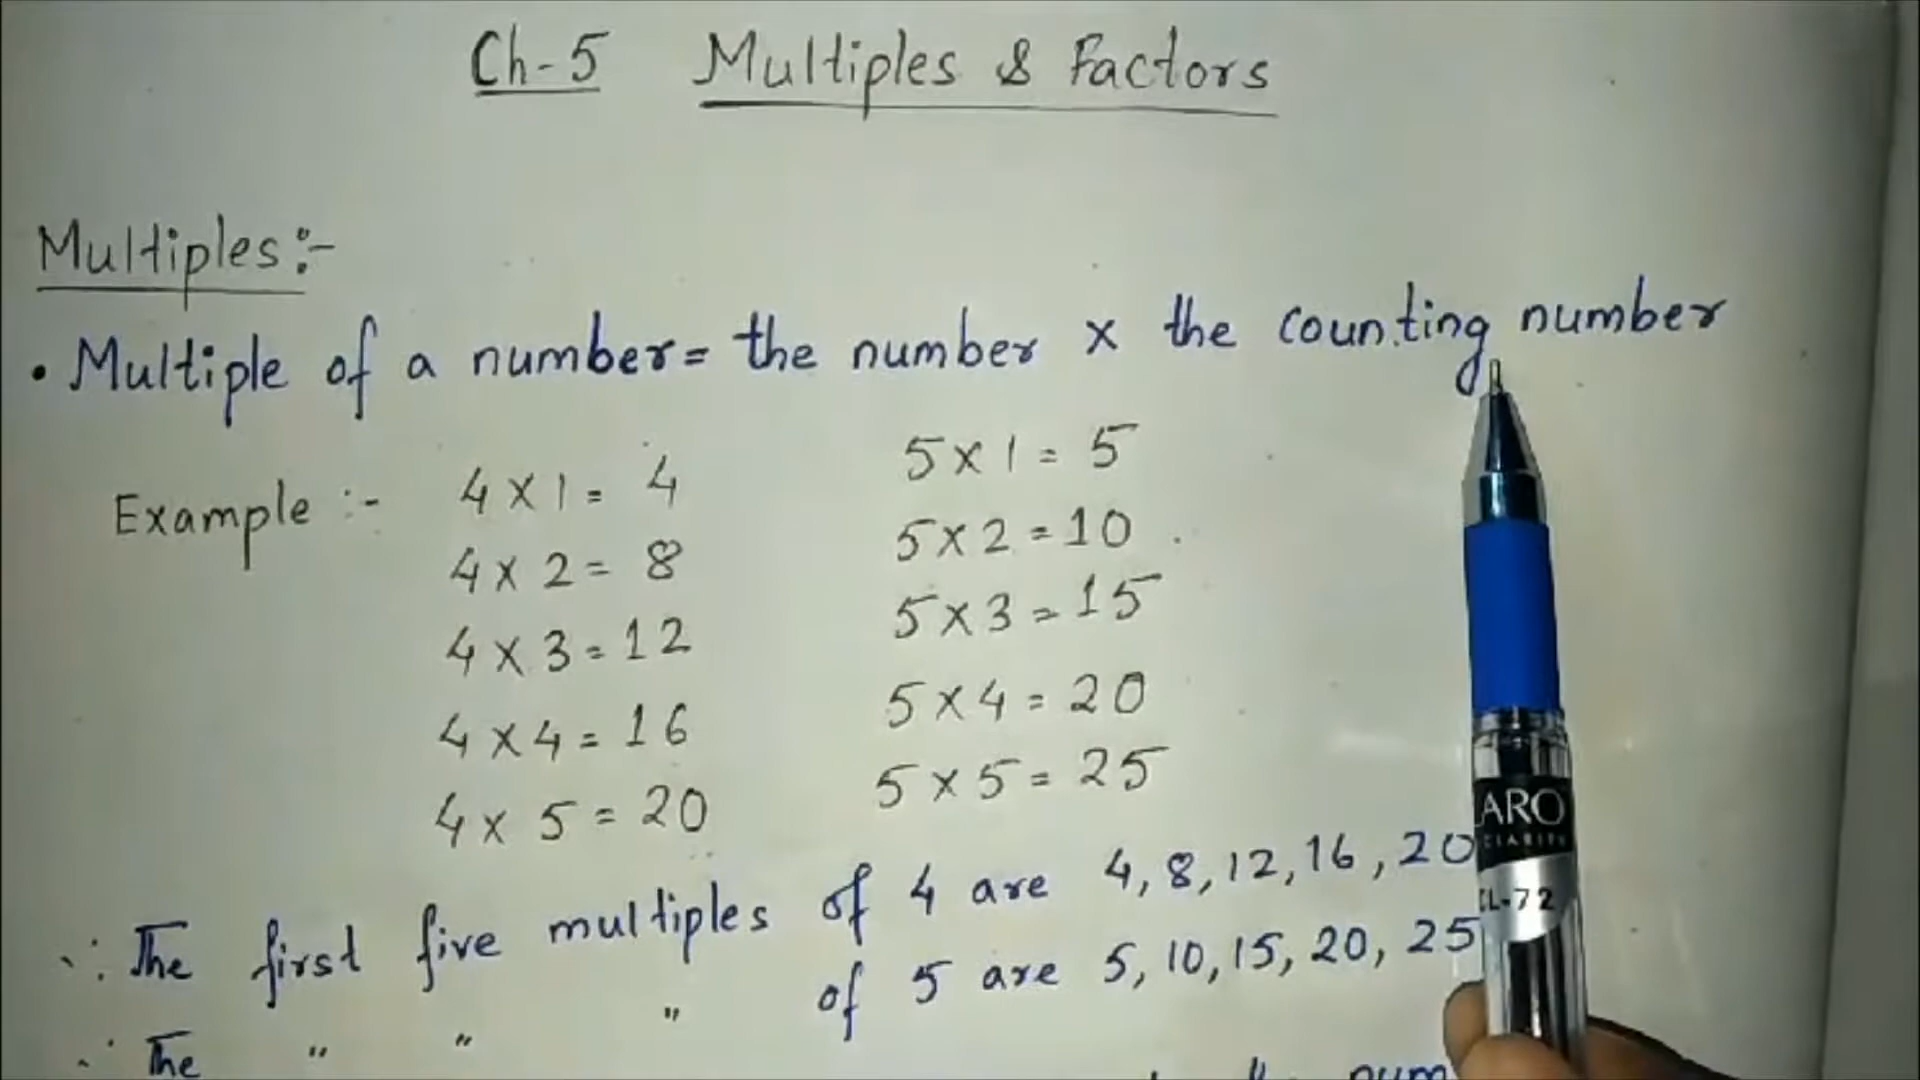 Ch-5 Multiples & Factors
Multiples:-
• Multiple of a number = the number × the counting number
Example :- 4 × 1 = 4 5 × 1 = 5
4 × 2 = 8 5 × 2 = 10
4 × 3 = 12 5 × 3 = 15
4 × 4 = 16 5 × 4 = 20
4 × 5 = 20 5 × 5 = 25
∴ The first five multiples of 4 are 4, 8, 12, 16, 20
∴ The " " " of 5 are 5, 10, 15, 20, 25
ARO
CL-72